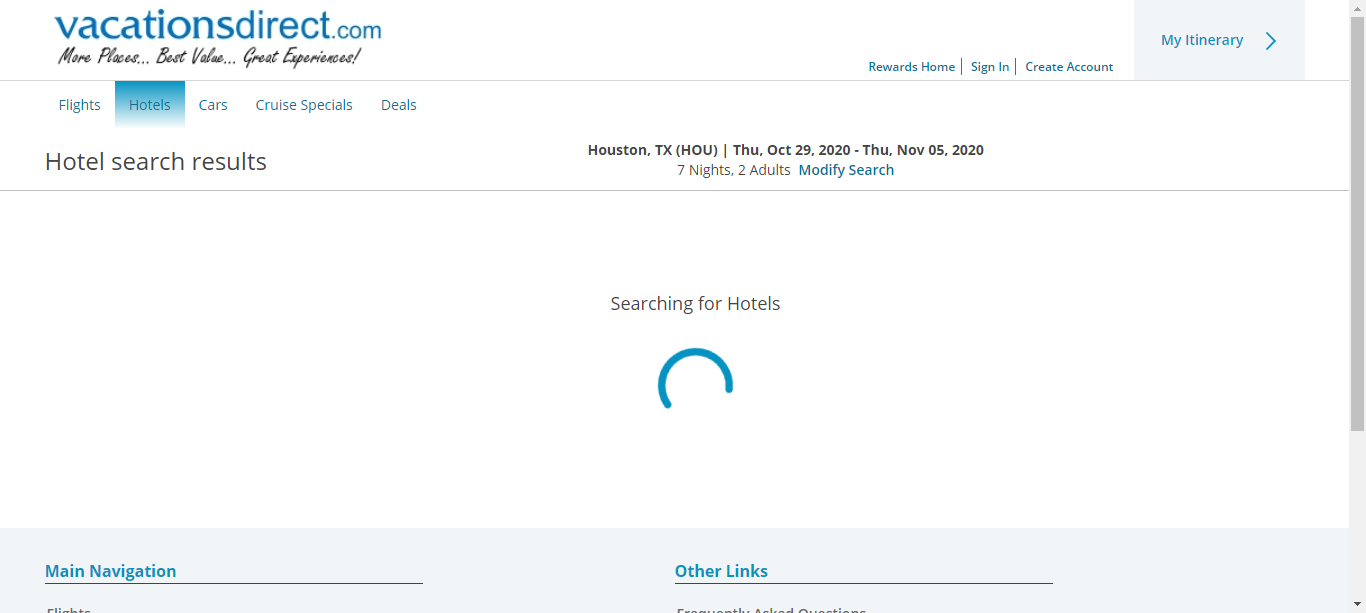 vacationsdirect.com
More Places... Best Value... Great Experiences!
Rewards Home
Sign In
Create Account
My Itinerary
Flights
Hotels
Cars
Cruise Specials
Deals
Hotel search results
Houston, TX (HOU) | Thu, Oct 29, 2020 - Thu, Nov 05, 2020
7 Nights, 2 Adults Modify Search
Searching for Hotels
Main Navigation
Other Links
Flights
Frequently Asked Questions